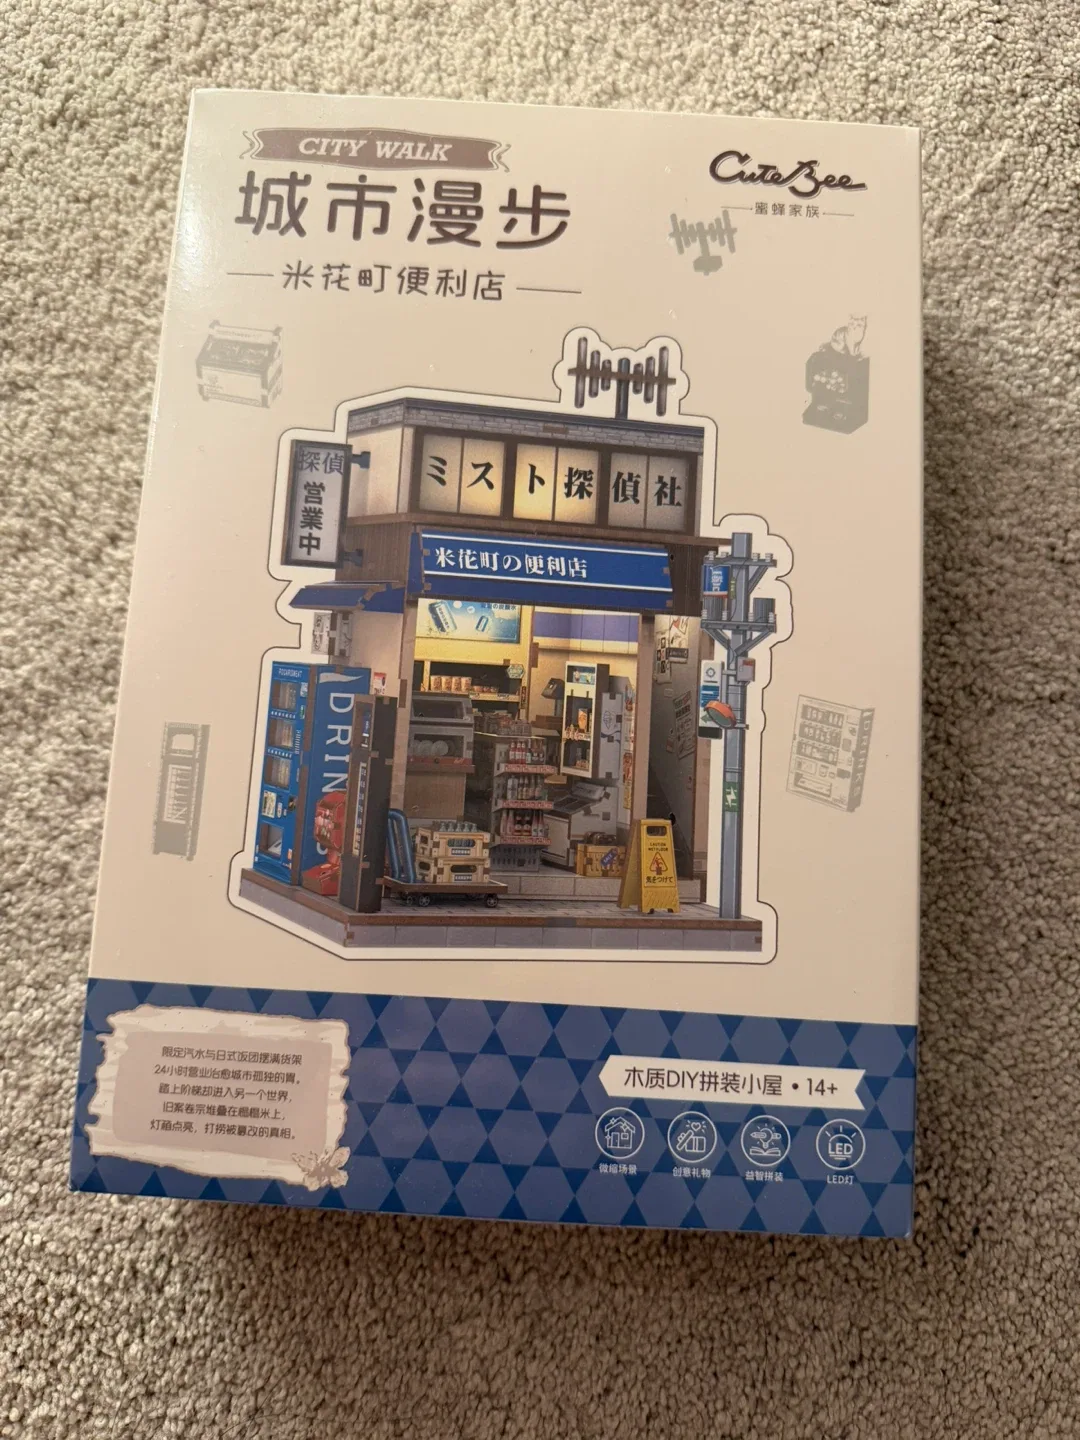 CITY WALK
城市漫步
米花町便利店
CuteBee
蜜蜂家族
探偵
営業中
ミスト探偵社
米花町の便利店
DRIN
限定汽水与日式饭团摆满货架
24小时营业治愈城市孤独的胃。
踏上阶梯却进入另一个世界，
旧案卷宗堆叠在榻榻米上，
灯箱点亮，打捞被篡改的真相。
木质DIY拼装小屋•14+
微缩场景
创意礼物
益智拼装
LED
LED灯